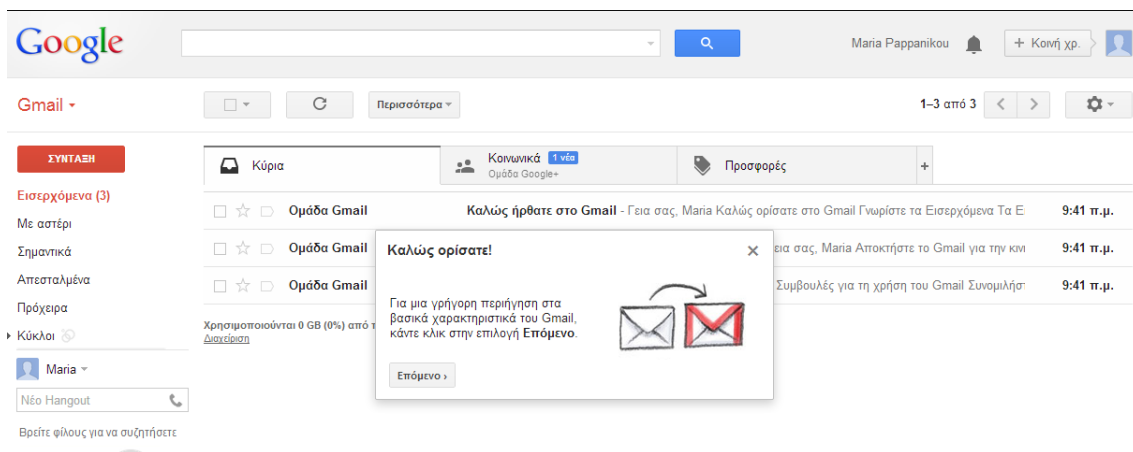 Google
Maria Pappanikou
+ Κοινή χρ.
Gmail
Περισσότερα
1–3 από 3
ΣΥΝΤΑΞΗ
Κύρια
Κοινωνικά 1 νέα
Ομάδα Google+
Προσφορές
+
Εισερχόμενα (3)
Με αστέρι
Σημαντικά
Απεσταλμένα
Πρόχειρα
Κύκλοι
Maria
Νέο Hangout
Βρείτε φίλους για να συζητήσετε
Ομάδα Gmail Καλώς ήρθατε στο Gmail - Γεια σας, Maria Καλώς ορίσατε στο Gmail Γνωρίστε τα Εισερχόμενα Τα 9:41 π.μ.
Ομάδα Gmail σας, Maria Αποκτήστε το Gmail για την 9:41 π.μ.
Ομάδα Gmail Συμβουλές για τη χρήση του Gmail 9:41 π.μ.
Χρησιμοποιούνται 0 GB (0%) από
Διαχείριση
Καλώς ορίσατε!
Για μια γρήγορη περιήγηση στα
βασικά χαρακτηριστικά του Gmail,
κάντε κλικ στην επιλογή Επόμενο.
Επόμενο ›